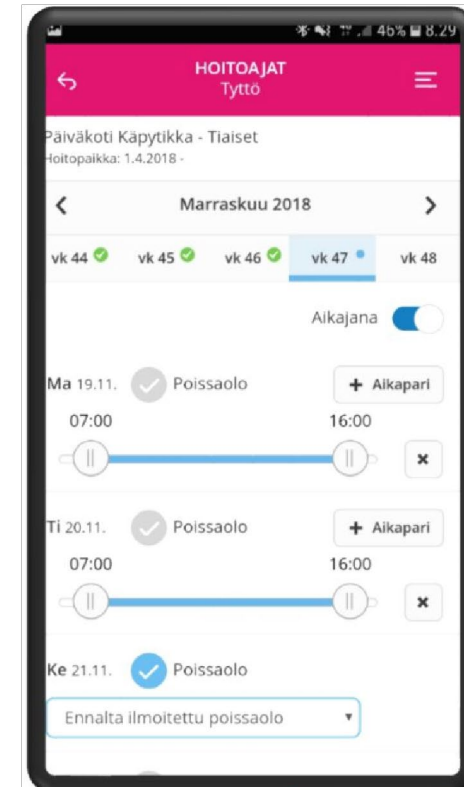 46% 8.29
HOITOAJAT
Tyttö
Päiväkoti Käpytikka - Tiaiset
Hoitopaikka: 1.4.2018 -
Marraskuu 2018
vk 44 vk 45 vk 46 vk 47 vk 48
Aikajana
Ma 19.11. Poissaolo + Aikapari
07:00 16:00
Ti 20.11. Poissaolo + Aikapari
07:00 16:00
Ke 21.11. Poissaolo
Ennalta ilmoitettu poissaolo